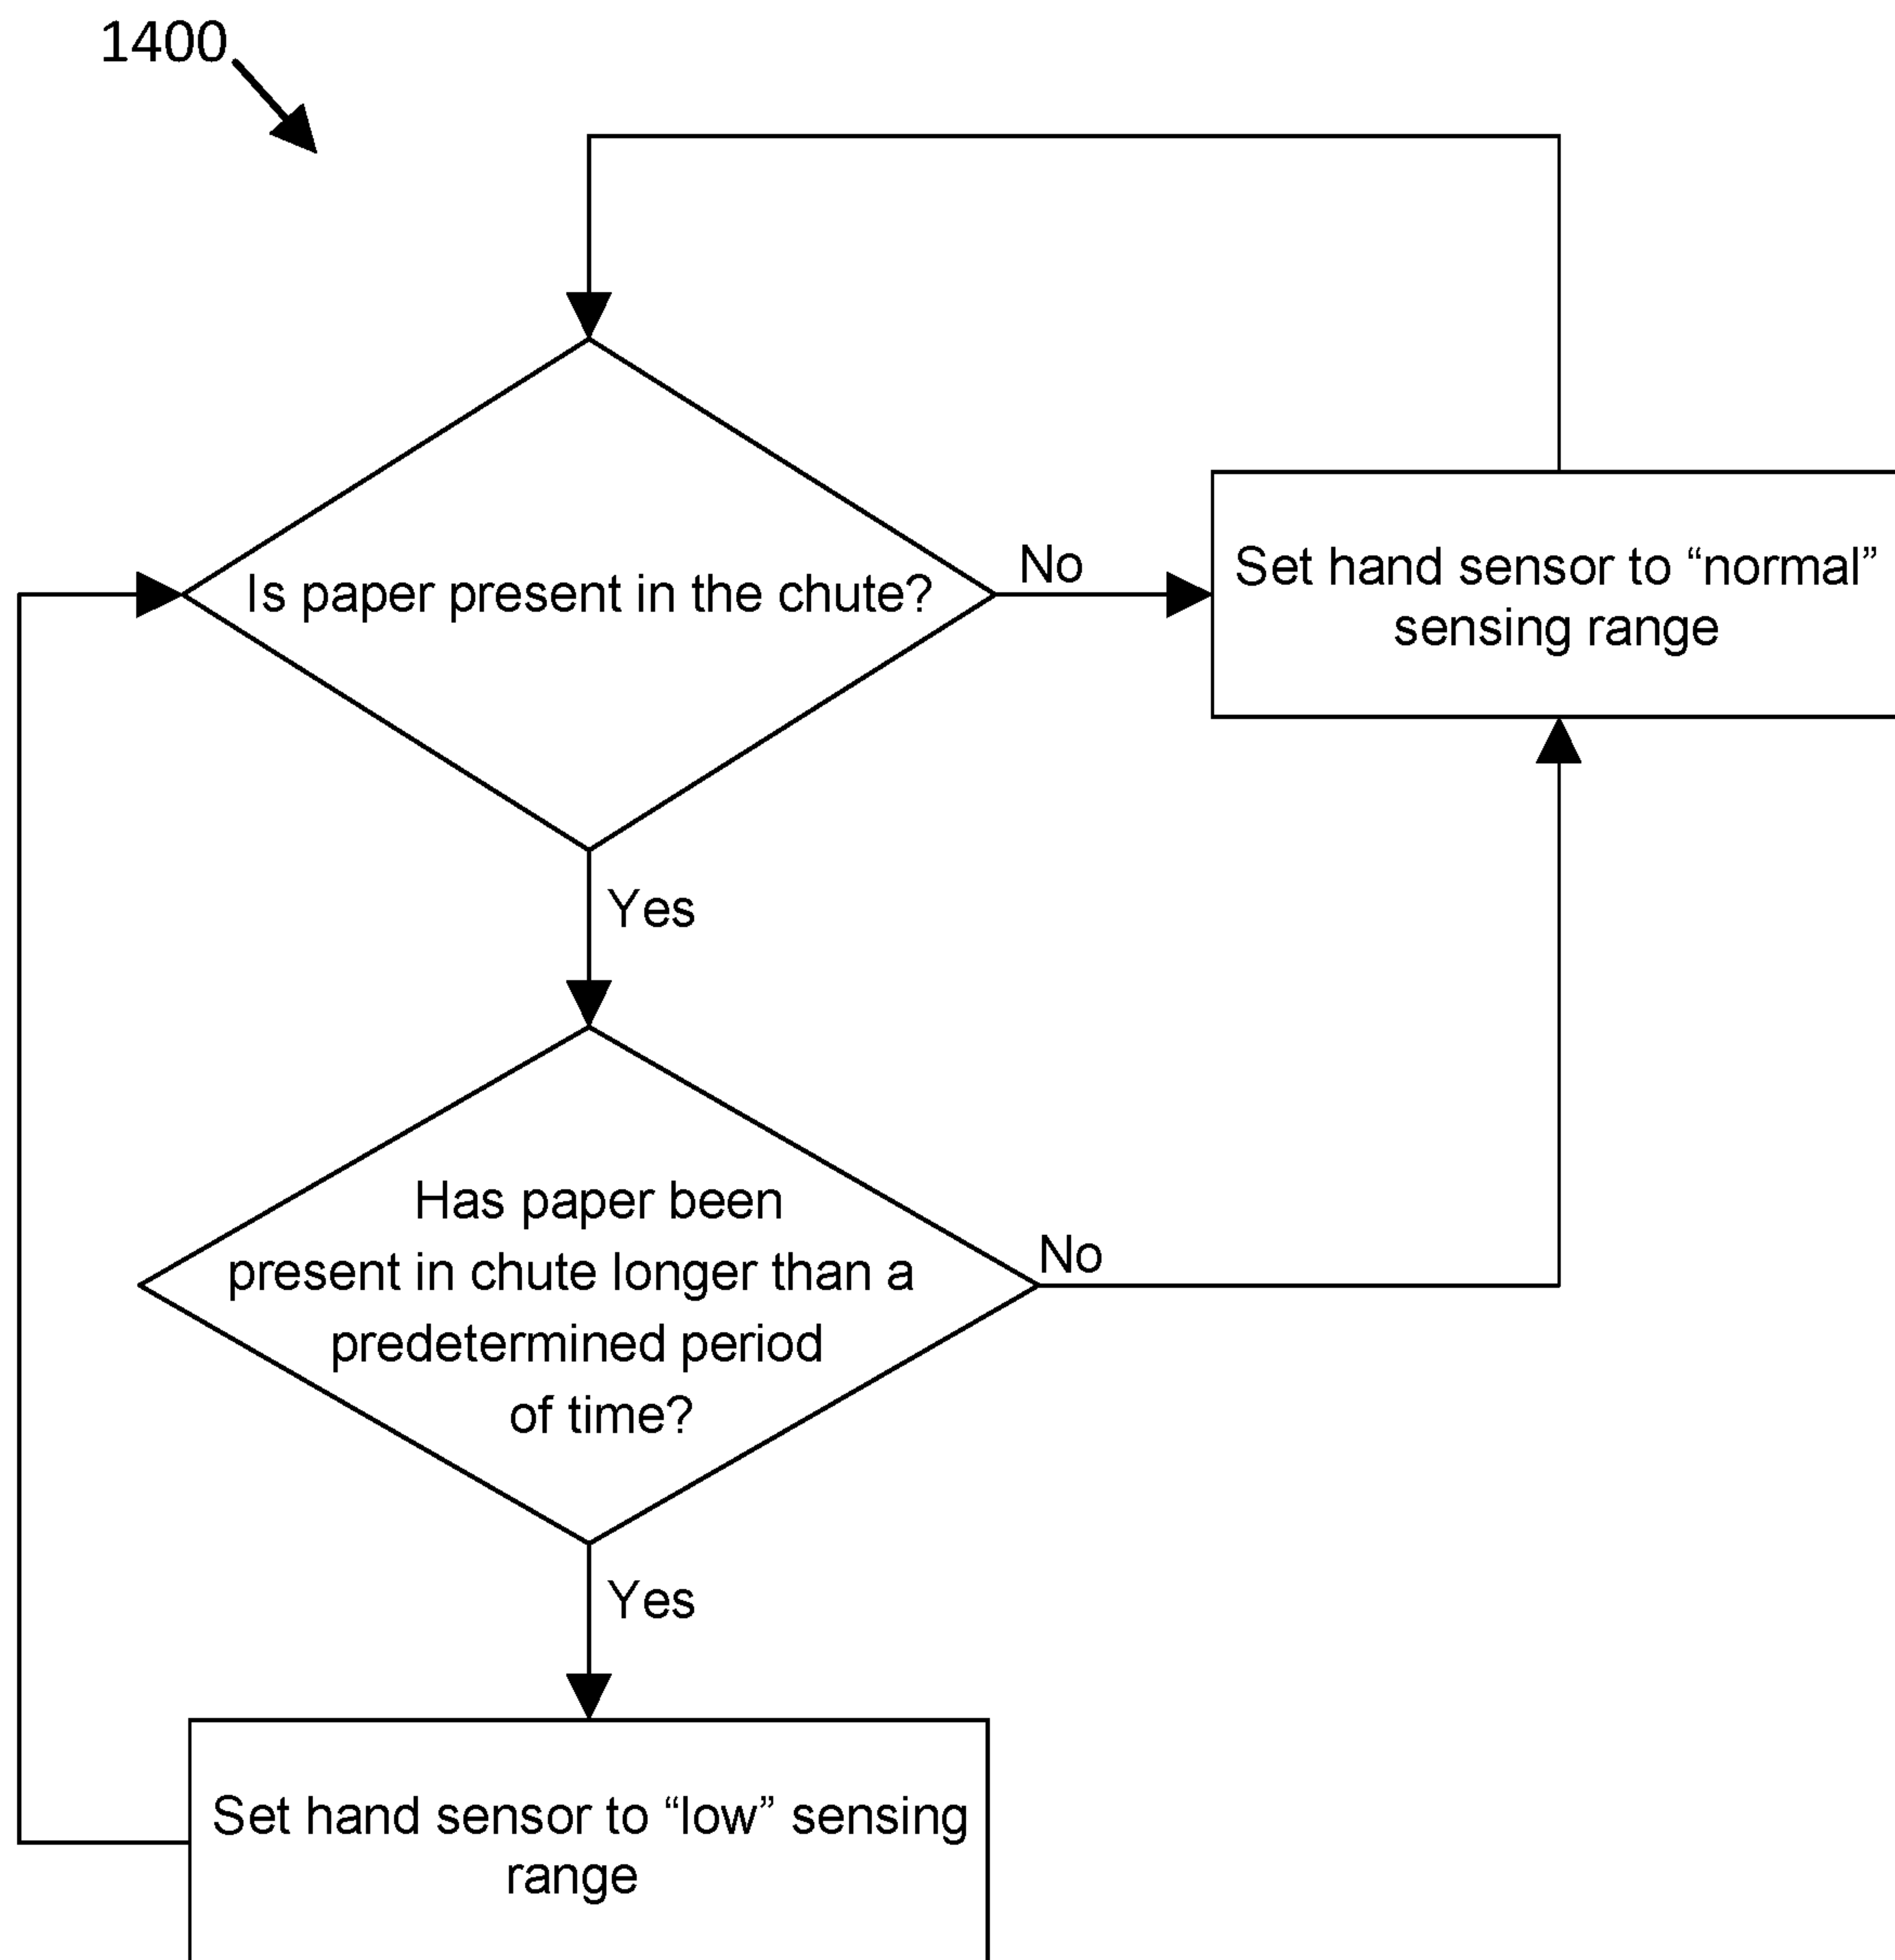 1400
Is paper present in the chute?
No
Set hand sensor to “normal”
sensing range
Yes
Has paper been
present in chute longer than a
predetermined period
of time?
No
Yes
Set hand sensor to “low” sensing
range